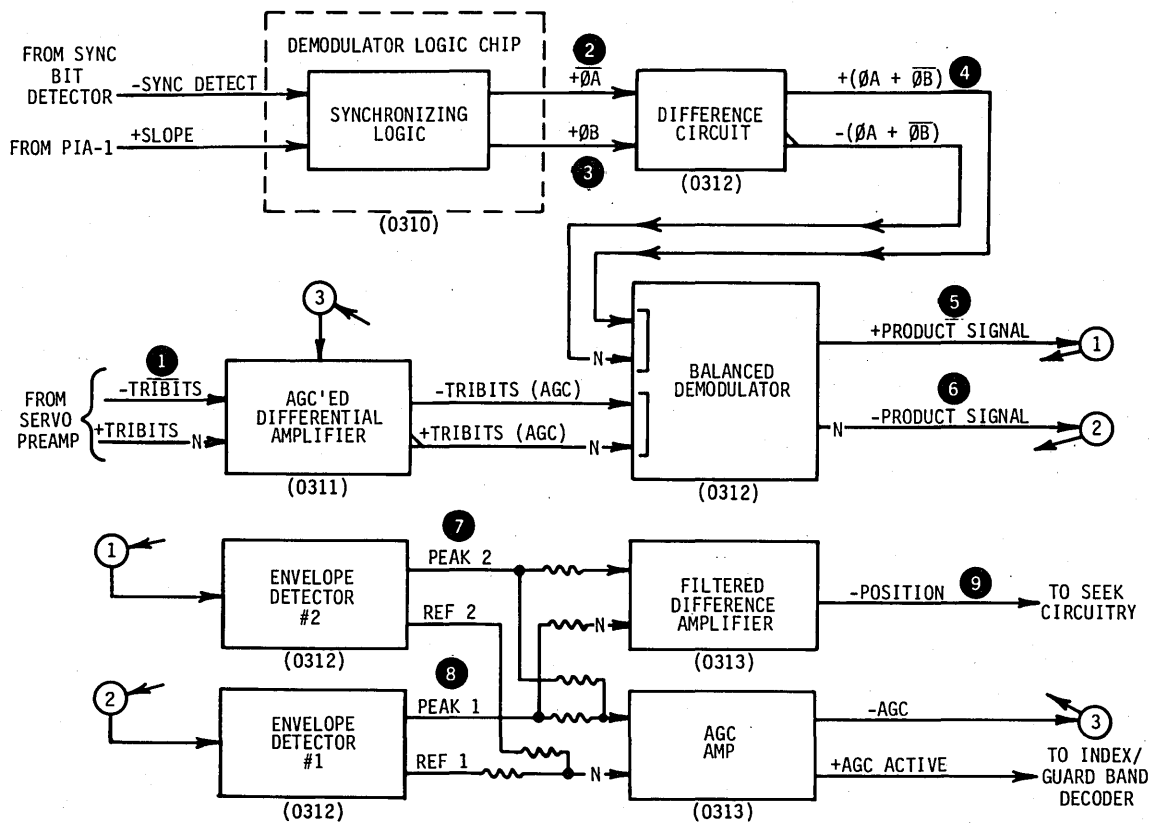 FROM SYNC
BIT
DETECTOR
-SYNC DETECT
FROM PIA-1
+SLOPE
DEMODULATOR LOGIC CHIP
SYNCHRONIZING
LOGIC
(0310)
2
+ØA
+ØB
3
DIFFERENCE
CIRCUIT
(0312)
+(ØA + ØB)
4
-(ØA + ØB)
3
1
FROM
SERVO
PREAMP
-TRIBITS
+TRIBITS
N
AGC'ED
DIFFERENTIAL
AMPLIFIER
(0311)
-TRIBITS (AGC)
+TRIBITS (AGC)
N
N
BALANCED
DEMODULATOR
(0312)
5
+PRODUCT SIGNAL
1
6
N
-PRODUCT SIGNAL
2
1
ENVELOPE
DETECTOR
#2
(0312)
7
PEAK 2
REF 2
N
FILTERED
DIFFERENCE
AMPLIFIER
(0313)
-POSITION
9
TO SEEK
CIRCUITRY
2
ENVELOPE
DETECTOR
#1
(0312)
8
PEAK 1
REF 1
N
AGC
AMP
(0313)
-AGC
3
+AGC ACTIVE
TO INDEX/
GUARD BAND
DECODER